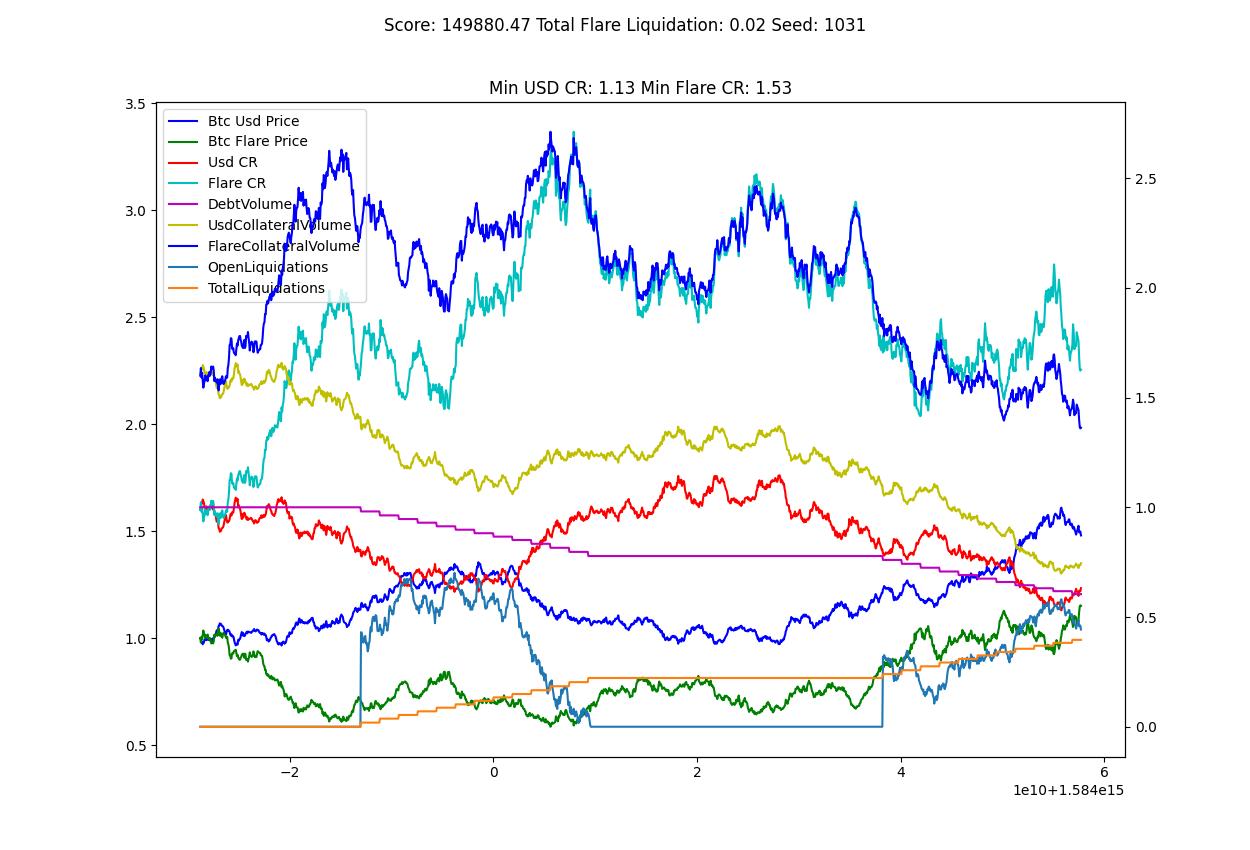 Score: 149880.47 Total Flare Liquidation: 0.02 Seed: 1031
Min USD CR: 1.13 Min Flare CR: 1.53
3.5
3.0
2.5
2.0
1.5
1.0
0.5
Btc Usd Price
Btc Flare Price
Usd CR
Flare CR
DebtVolume
UsdCollateralVolume
FlareCollateralVolume
OpenLiquidations
TotalLiquidations
2.5
2.0
1.5
1.0
0.5
0.0
−2 0 2 4 6
1e10+1.584e15